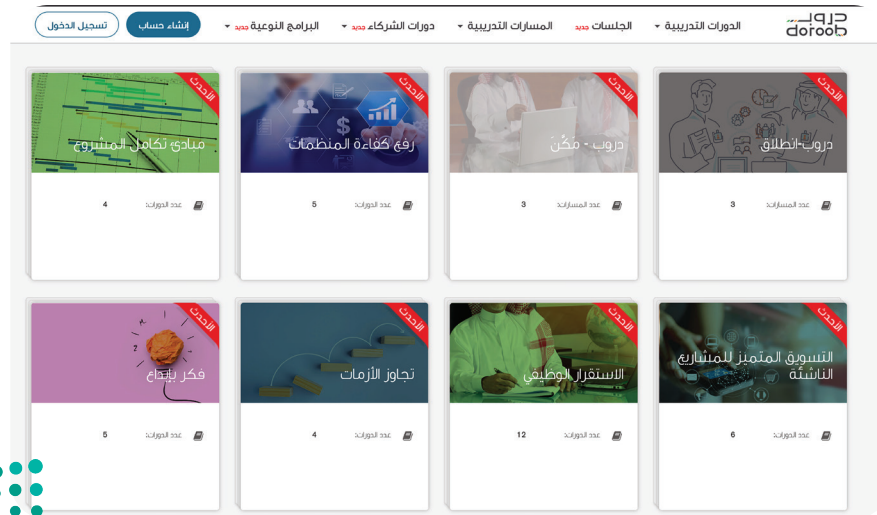 دروب
doroob
الدورات التدريبية
الجلسات جديد
المسارات التدريبية
دورات الشركاء جديد
البرامج النوعية جديد
إنشاء حساب
تسجيل الدخول
الأحدث
دروب-انطلاق
عدد المسارات:
3
الأحدث
دروب - مَكِّنْ
عدد المسارات:
3
الأحدث
رفع كفاءة المنظمات
عدد الدورات:
5
الأحدث
مبادئ تكامل المشروع
عدد الدورات:
4
الأحدث
التسويق المتميز للمشاريع
الناشئة
عدد الدورات:
6
الأحدث
الاستقرار الوظيفي
عدد الدورات:
12
الأحدث
تجاوز الأزمات
عدد الدورات:
4
الأحدث
فكر بإبداع
عدد الدورات:
5